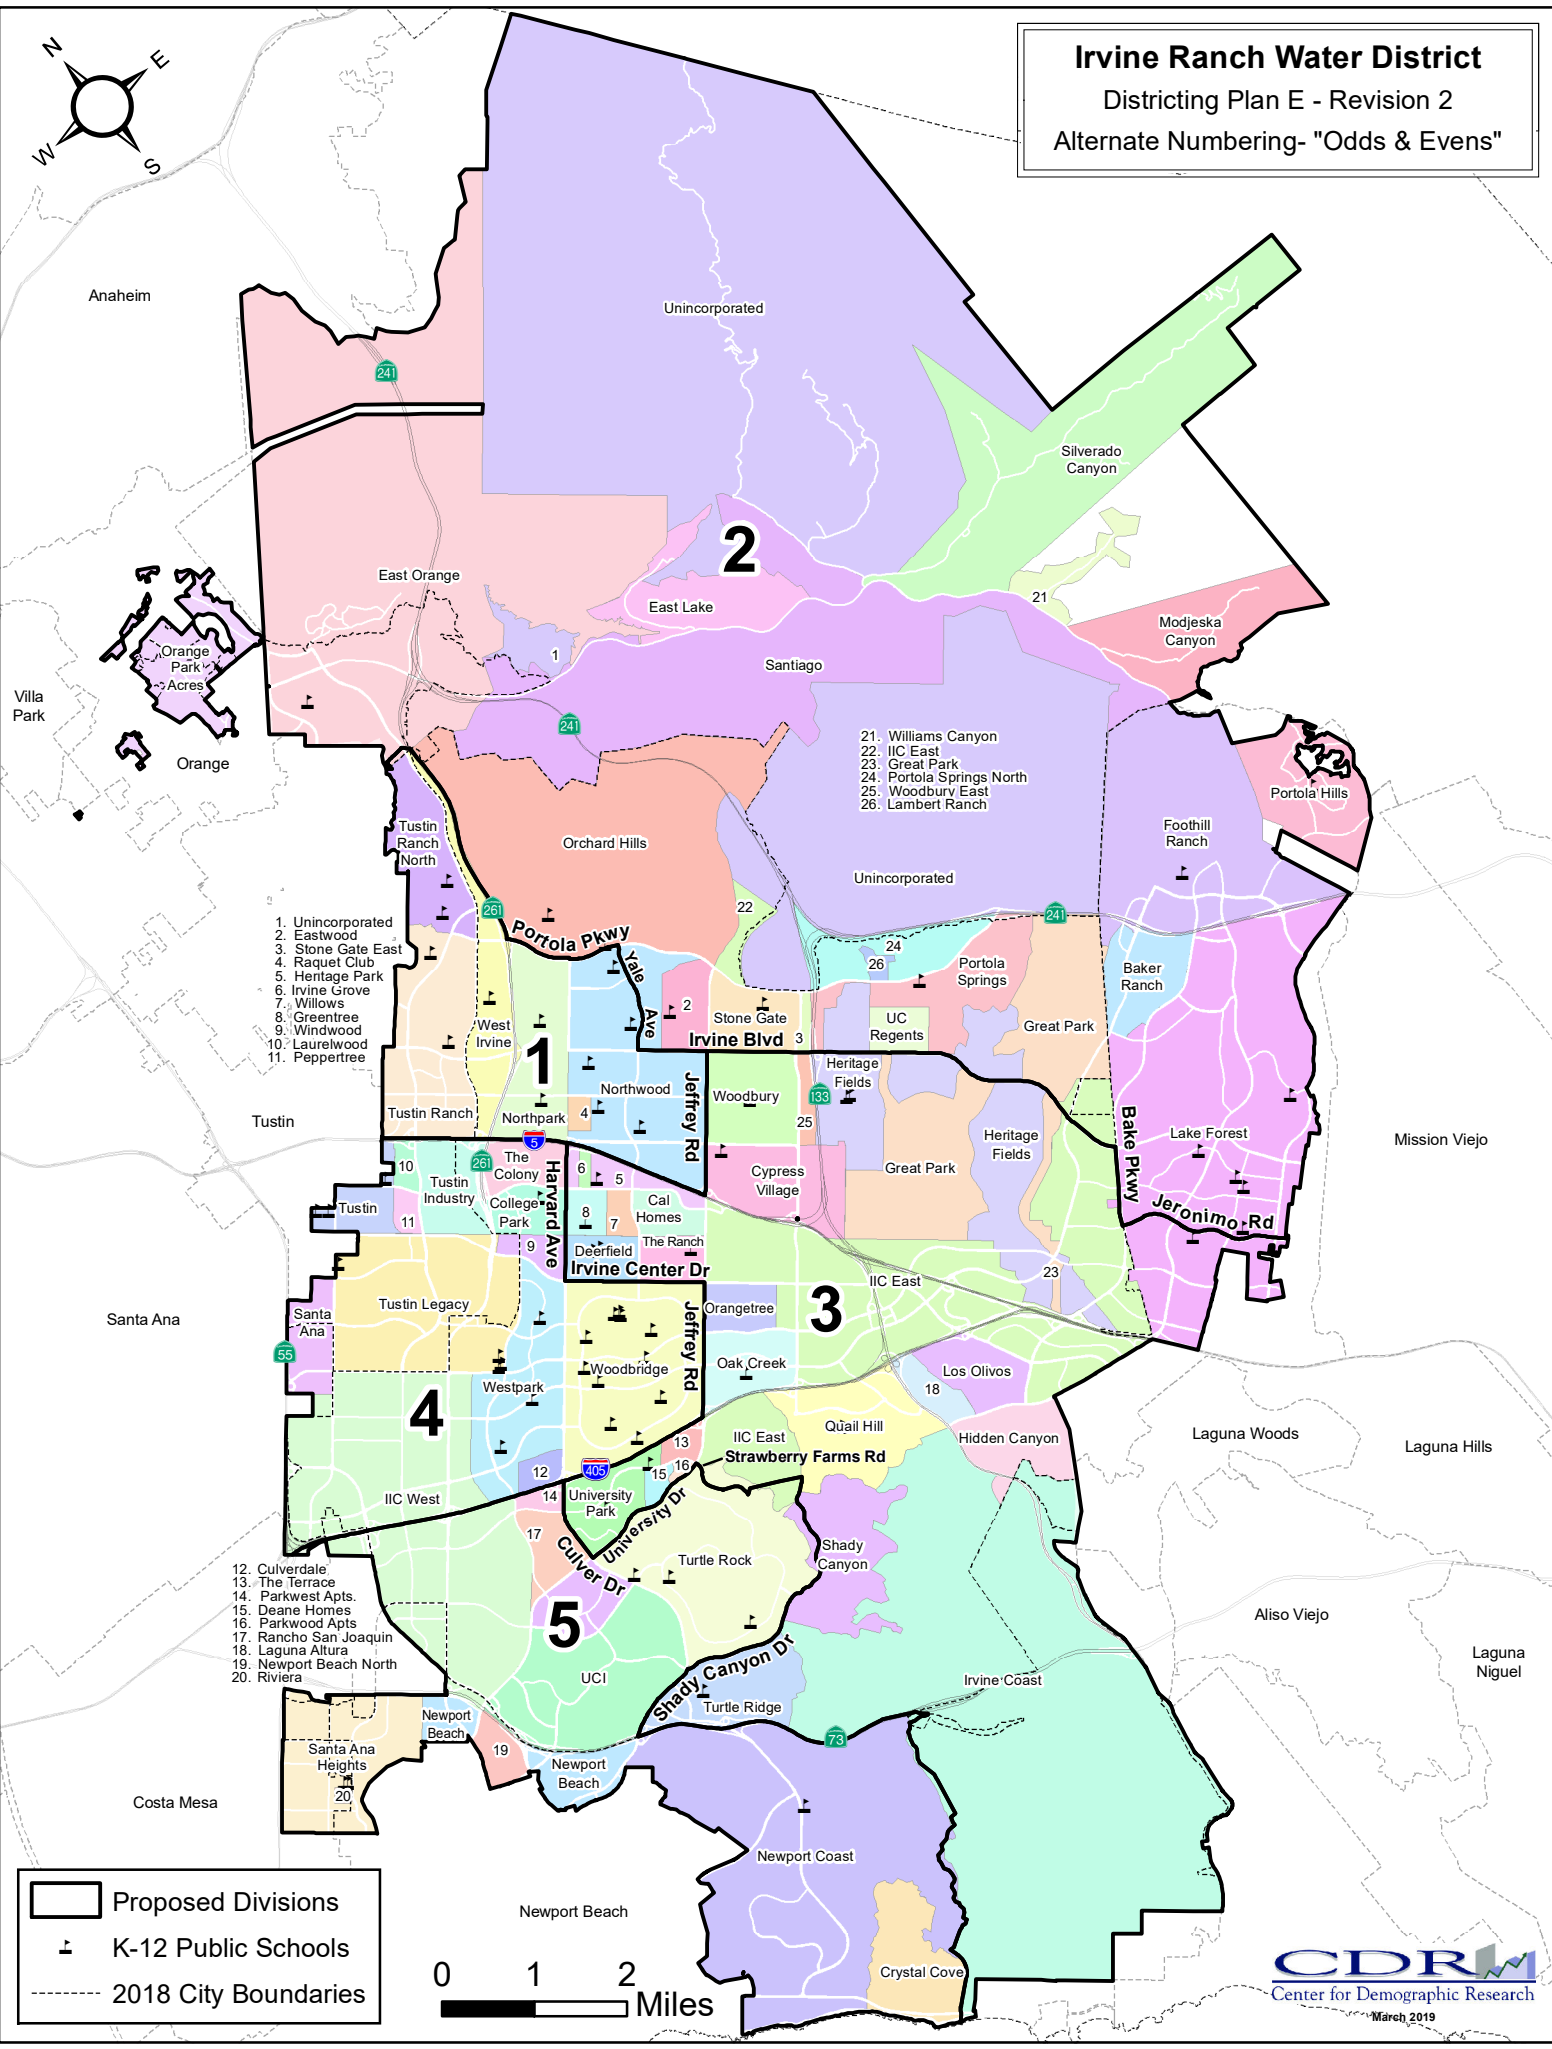 Irvine Ranch Water District
Districting Plan E - Revision 2
Alternate Numbering- "Odds & Evens"
N
E
W
S
Anaheim
241
Unincorporated
Silverado
Canyon
2
East Orange
East Lake
21
Modjeska
Canyon
Orange
Park
Acres
1
Santiago
Villa
Park
Orange
241
21. Williams Canyon
22. IIC East
23. Great Park
24. Portola Springs North
25. Woodbury East
26. Lambert Ranch
Portola Hills
Tustin
Ranch
North
Orchard Hills
Foothill
Ranch
Unincorporated
22
261
241
Portola Pkwy
1. Unincorporated
2. Eastwood
3. Stone Gate East
4. Raquet Club
5. Hertage Park
6. Irvine Grove
7. Willows
8. Greentree
9. Windwood
10. Laurelwood
11. Peppertree
Yale
Ave
24
26
Portola
Springs
Baker
Ranch
2
Stone Gate
3
UC
Regents
Great Park
West
Irvine
1
Irvine Blvd
Heritage
Fields
Northwood
Jeffrey Rd
Woodbury
133
Tustin Ranch
Northpark
4
25
Tustin
5
Heritage
Fields
Bake Pkwy
Lake Forest
Mission Viejo
10
261
The
Colony
Harvard Ave
6
5
Cypress
Village
Great Park
Tustin
Industry
College
Park
Tustin
11
8
7
Cal
Homes
Jeronimo Rd
9
Deerfield
The Ranch
Irvine Center Dr
IIC East
23
Santa Ana
Santa
Ana
Tustin Legacy
Jeffrey Rd
Orangetree
3
55
Westpark
Woodbridge
Oak Creek
Los Olivos
18
4
Quail Hill
IIC East
Hidden Canyon
Laguna Woods
Laguna Hills
13
Strawberry Farms Rd
405
15
16
12
IIC West
14
University
Park
University Dr
17
Culver Dr
Turtle Rock
Shady
Canyon
12. Culverdale
13. The Terrace
14. Parkwest Apts.
15. Deane Homes
16. Parkwood Apts
17. Rancho San Joaquin
18. Laguna Altura
19. Newport Beach North
20. Riviera
5
Aliso Viejo
Laguna
Niguel
UCI
Shady Canyon Dr
Irvine Coast
Turtle Ridge
Newport
Beach
19
73
Santa Ana
Heights
20
Newport
Beach
Costa Mesa
Newport Coast
Newport Beach
Crystal Cove
Proposed Divisions
K-12 Public Schools
2018 City Boundaries
0 1 2
Miles
CDR
Center for Demographic Research
March 2019